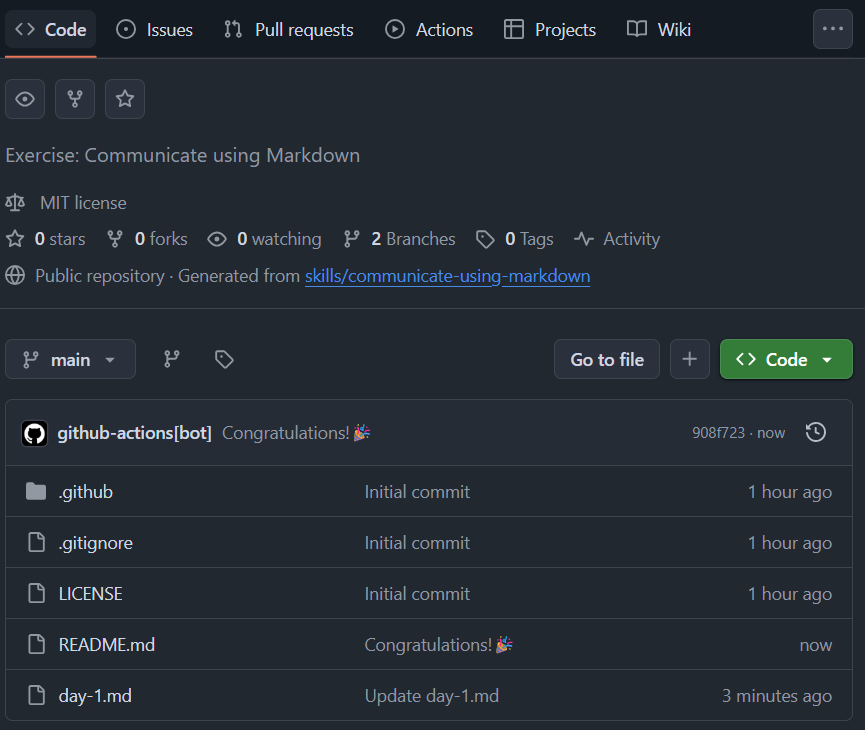 Code Issues Pull requests Actions Projects Wiki
Exercise: Communicate using Markdown
MIT license
0 stars 0 forks 0 watching 2 Branches 0 Tags Activity
Public repository · Generated from skills/communicate-using-markdown
main Go to file Code
github-actions[bot] Congratulations! 🎉 908f723 · now
.github Initial commit 1 hour ago
.gitignore Initial commit 1 hour ago
LICENSE Initial commit 1 hour ago
README.md Congratulations! 🎉 now
day-1.md Update day-1.md 3 minutes ago